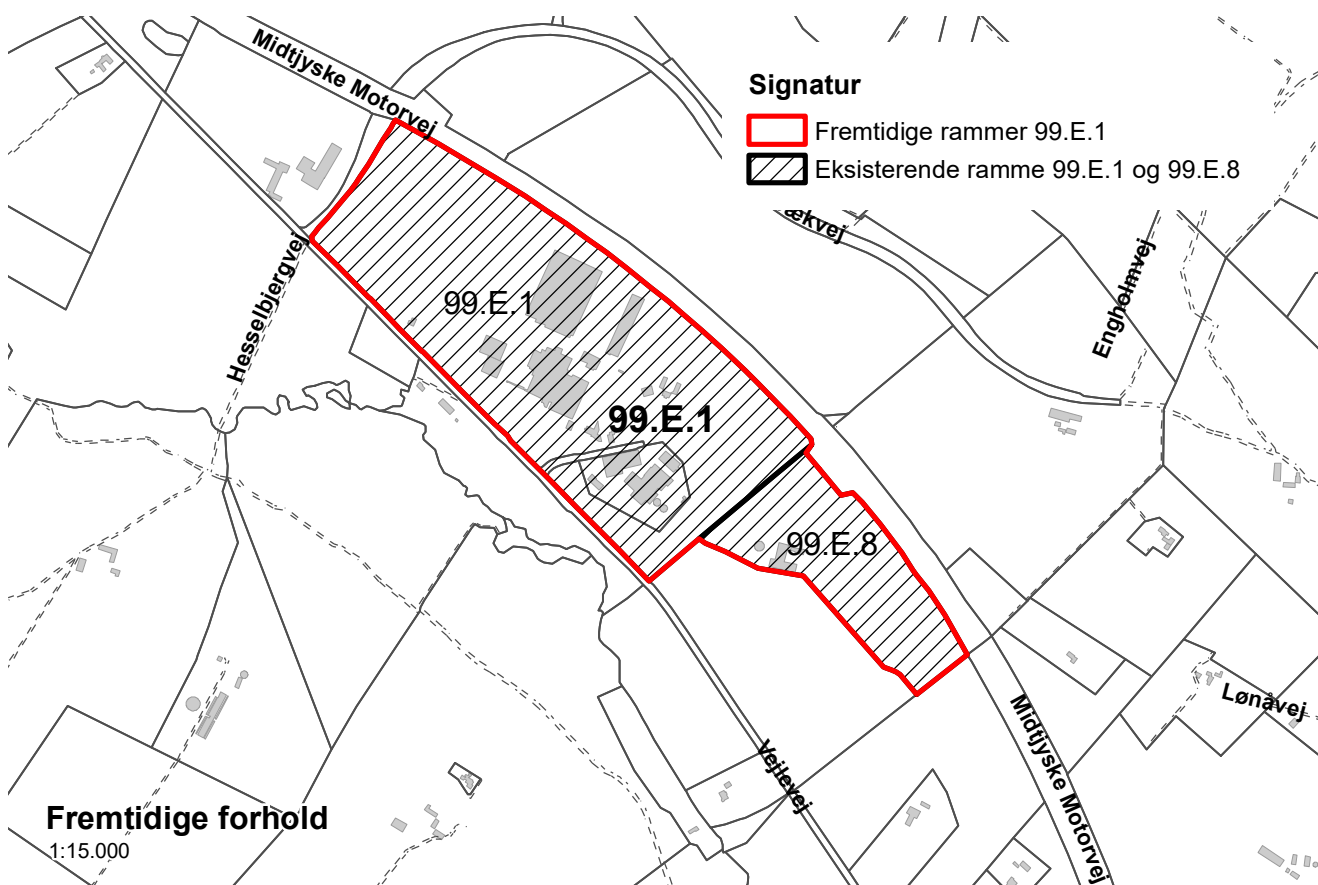 Midtjyske Motorvej
Signatur
Fremtidige rammer 99.E.1
Eksisterende ramme 99.E.1 og 99.E.8
ækvej
Engholmvej
Hesselbjergvej
99.E.1
99.E.1
99.E.8
Lønåvej
Midtjyske Motorvej
Vejlevej
Fremtidige forhold
1:15.000